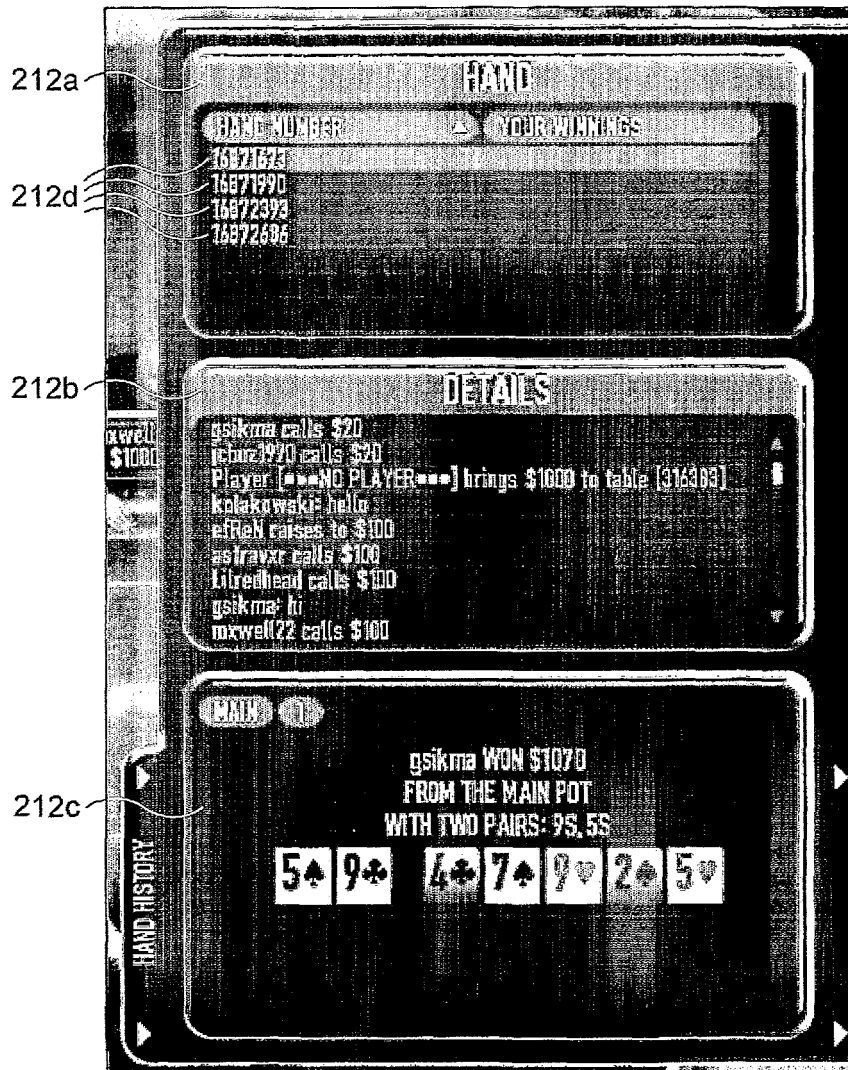 212a
HAND
HAND NUMBER YOUR WINNINGS
16871673
212d
16871990
16872393
16872686
212b
DETAILS
gsikma calls $20
calls $20
Player [***NO PLAYER***] brings $1000 to table [316383]
kolakowski: hello
efReN raises to $100
astravxr calls $100
Lilredhead calls $100
gsikma: hi
mxwell22 calls $100
xwell
$1000
212c
MAIN 1
gsikma WON $1070
FROM THE MAIN POT
WITH TWO PAIRS: 9S, 5S
5♠ 9♣ 4♣ 7♠ 9♥ 2♠ 5♥
HAND HISTORY